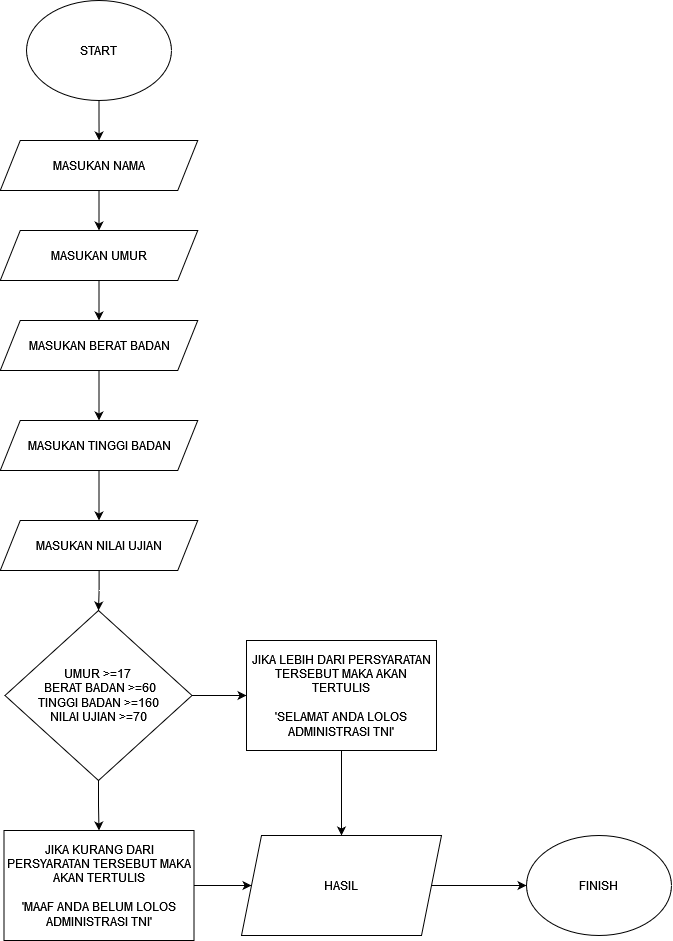 START
MASUKAN NAMA
MASUKAN UMUR
MASUKAN BERAT BADAN
MASUKAN TINGGI BADAN
MASUKAN NILAI UJIAN
UMUR >=17
BERAT BADAN >=60
TINGGI BADAN >=160
NILAI UJIAN >=70
JIKA LEBIH DARI PERSYARATAN
TERSEBUT MAKA AKAN
TERTULIS
'SELAMAT ANDA LOLOS
ADMINISTRASI TNI'
JIKA KURANG DARI
PERSYARATAN TERSEBUT MAKA
AKAN TERTULIS
'MAAF ANDA BELUM LOLOS
ADMINISTRASI TNI'
HASIL
FINISH